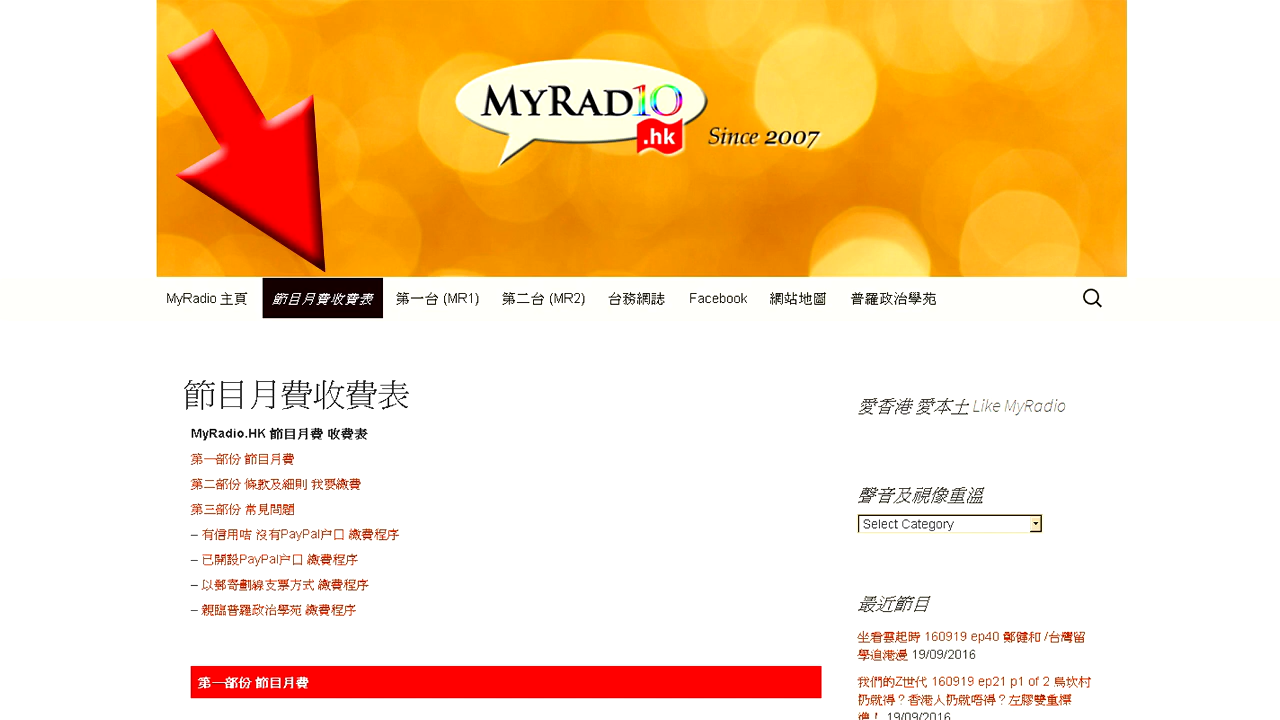 MYRADIO
.hk
Since 2007
MyRadio 主頁 節目月費收費表 第一台 (MR1) 第二台 (MR2) 台務網誌 Facebook 網站地圖 普羅政治學苑
節目月費收費表
MyRadio.HK 節目月費 收費表
第一部份 節目月費
第二部份 條款及細則 我要繳費
第三部份 常見問題
– 有信用咭 沒有PayPal户口 繳費程序
– 已開設PayPal户口 繳費程序
– 以郵寄劃線支票方式 繳費程序
– 親臨普羅政治學苑 繳費程序
第一部份 節目月費
愛香港 愛本土 Like MyRadio
聲音及視像重溫
Select Category
最近節目
坐看雲起時 160919 ep40 鄭健和 /台灣留
學追港漫 19/09/2016
我們的Z世代 160919 ep21 p1 of 2 烏坎村
扔就得？香港人扔就唔得？左膠雙重標
準！ 19/09/2016